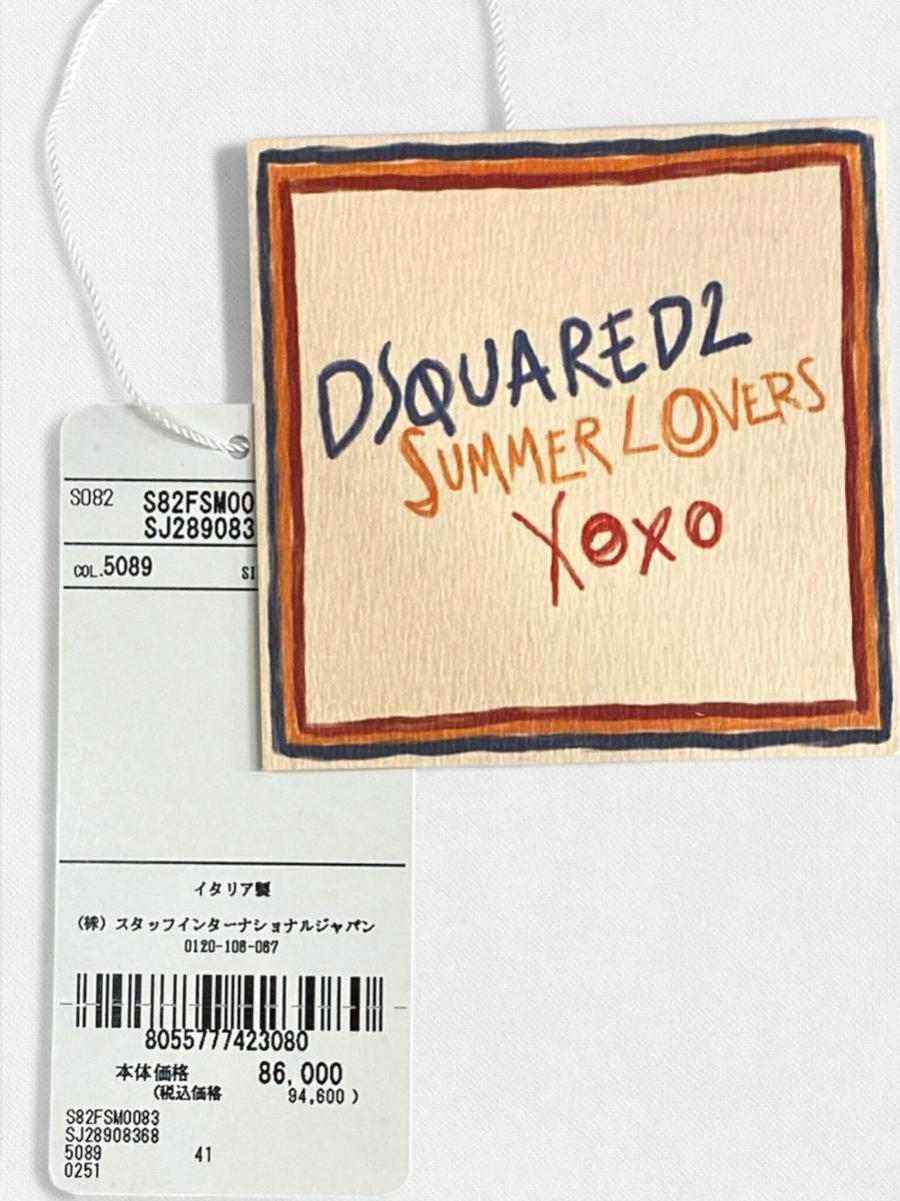 DSQUARED2
SUMMER LOVERS
XOXO
S082
S82FSM00
SJ289083
COL.5089
SI
イタリア製
(株) スタッフインターナショナルジャパン
0120-106-067
8055777423080
本体価格 86,000
(税込価格 94,600 )
S82FSM0083
SJ28908368
5089 41
0251